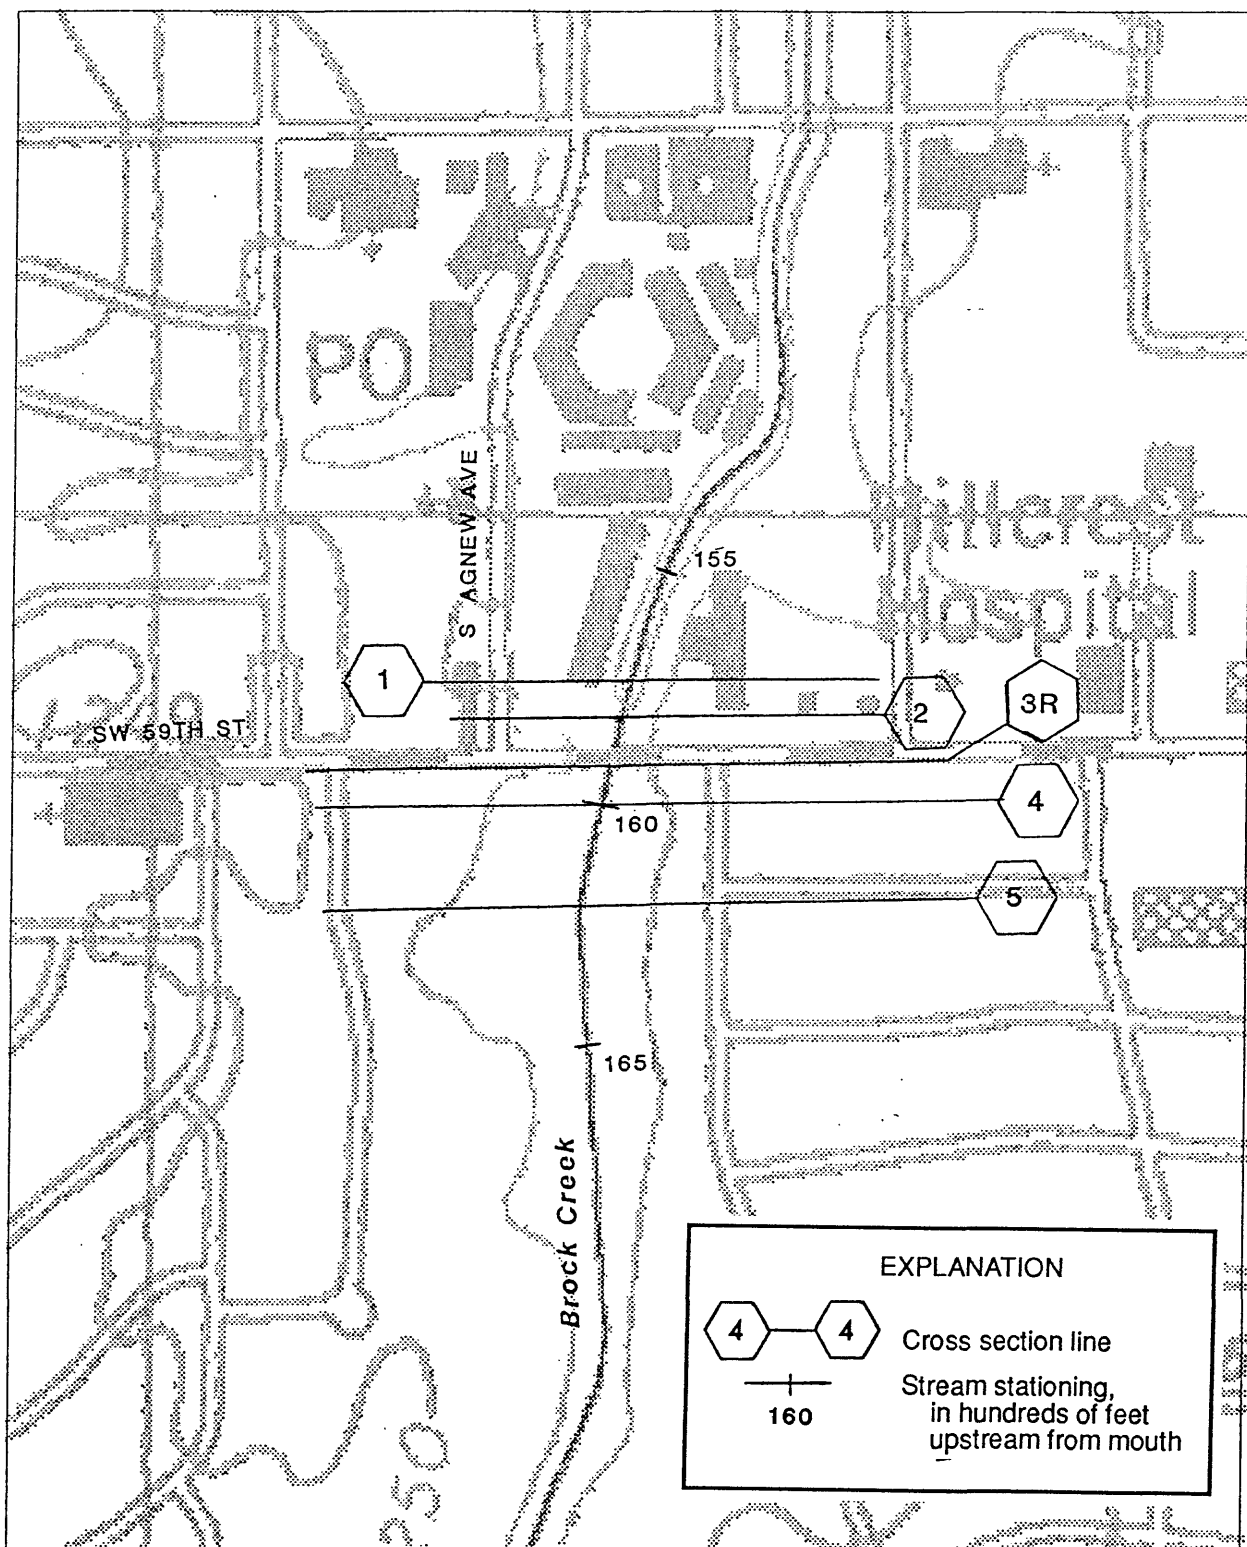 PO
S AGNEW AVE
155
Hillcrest
Hospital
1
2
3R
SW 59TH ST
4
160
5
165
Brock Creek
EXPLANATION
4 4 Cross section line
Stream stationing,
160 in hundreds of feet
upstream from mouth